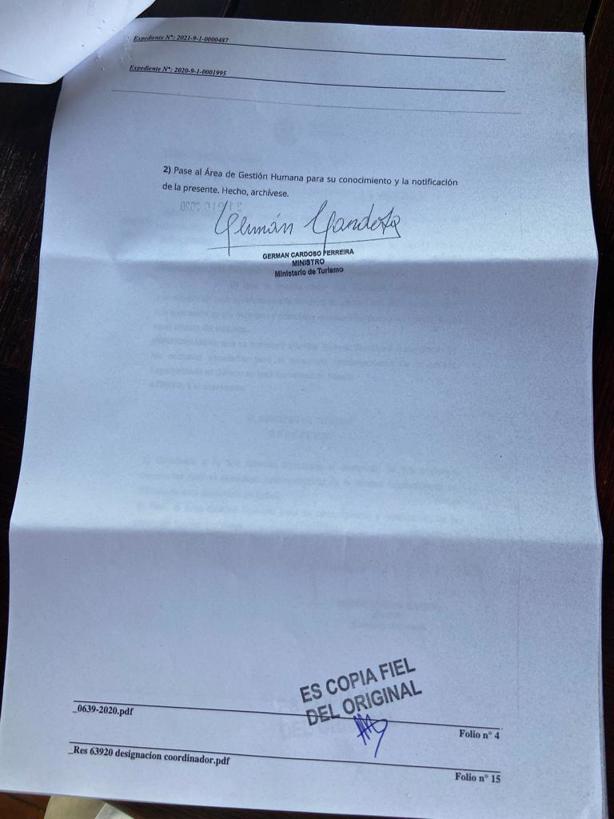 Expediente Nº: 2021-9-1-0000487
Expediente Nº: 2020-9-1-0001995
2) Pase al Área de Gestión Humana para su conocimiento y la notificación
de la presente. Hecho, archívese.
Germán Cardoso
GERMAN CARDOSO FERREIRA
MINISTRO
Ministerio de Turismo
ES COPIA FIEL
DEL ORIGINAL
_0639-2020.pdf
Folio nº 4
_Res 63920 designacion coordinador.pdf
Folio nº 15